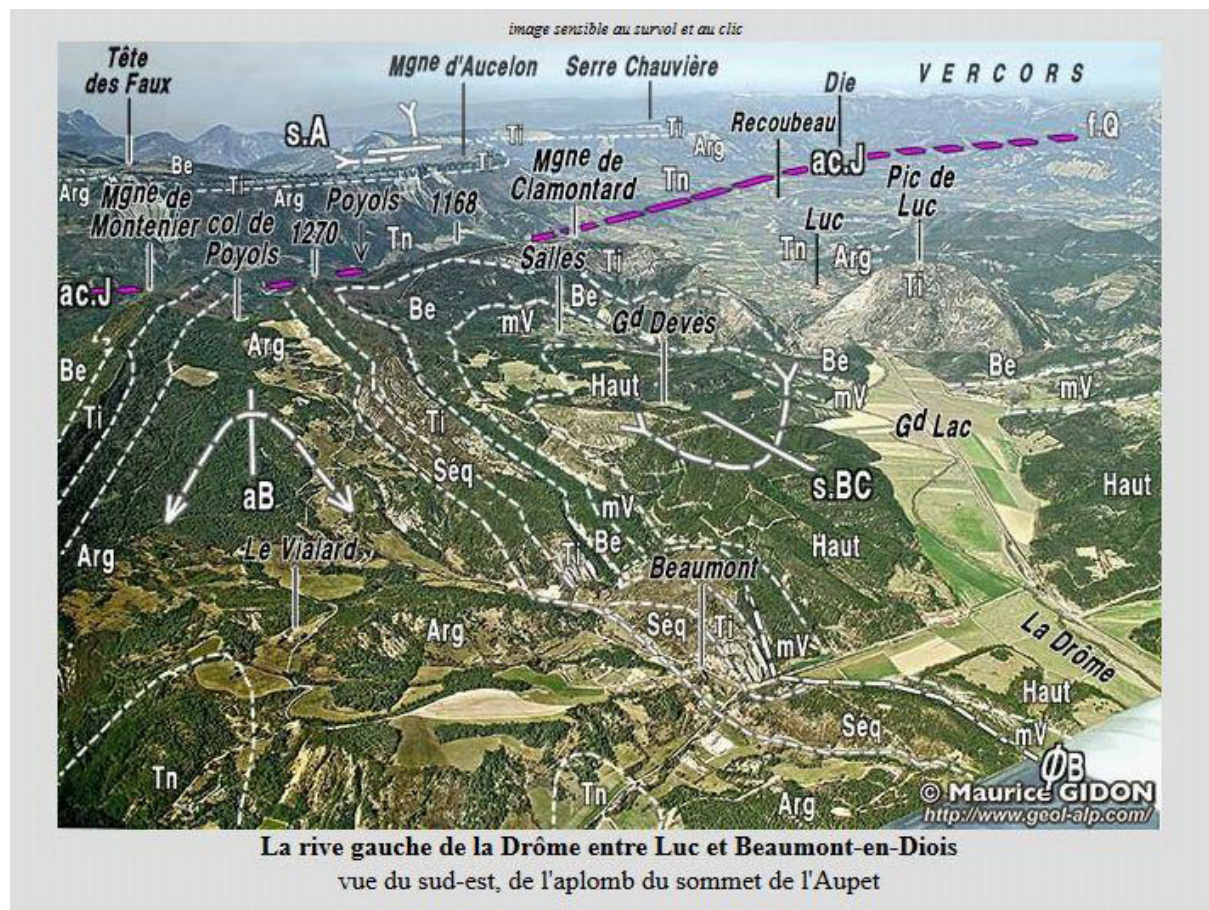 image sensible au survol et au clic
Tête
des Faux
Mgne d'Aucelon
Serre Chauvière
Die
VERCORS
s.A
Ti
Ti
Recoubeau
f.Q
Be
Arg
ac.J
Arg
Mgne de
Montenier
Ti
Arg
Ti
Mgne de
Clamontard
Tn
Pic de
Luc
col de
Poyols
1270
Poyols
1168
Tn
Luc
Tn
Arg
Salles
Ti
Ti
ac.J
Be
Be
mV
Gd Devès
Arg
Be
Ti
Haut
Be
mV
Be
mV
Gd Lac
Ti
Séq
aB
s.BC
Haut
mV
Haut
Arg
Le Vialard
Ti
Be
Beaumont
Arg
Séq
Ti
mV
La Drôme
Haut
Séq
mV
Tn
Tn
Arg
ΦB
© Maurice GIDON
http://www.geol-alp.com/
La rive gauche de la Drôme entre Luc et Beaumont-en-Diois
vue du sud-est, de l'aplomb du sommet de l'Aupet